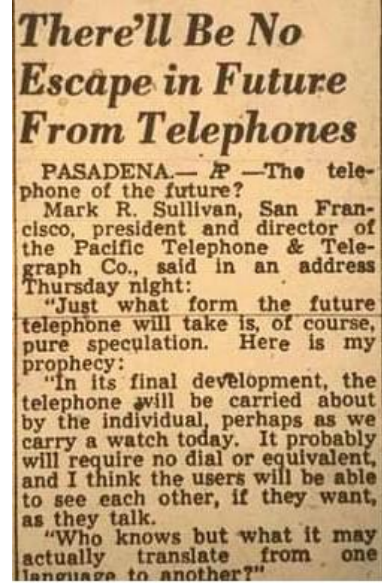 There'll Be No
Escape in Future
From Telephones
PASADENA.— AP —The tele-
phone of the future?
Mark R. Sullivan, San Fran-
cisco, president and director of
the Pacific Telephone & Tele-
graph Co., said in an address
Thursday night:
"Just what form the future
telephone will take is, of course,
pure speculation. Here is my
prophecy:
"In its final development, the
telephone will be carried about
by the individual, perhaps as we
carry a watch today. It probably
will require no dial or equivalent,
and I think the users will be able
to see each other, if they want,
as they talk.
"Who knows but what it may
actually translate from one
language to another?"